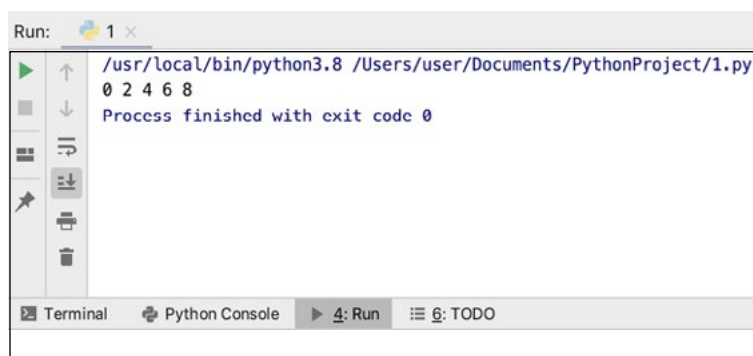 Run: 1
/usr/local/bin/python3.8 /Users/user/Documents/PythonProject/1.py
0 2 4 6 8
Process finished with exit code 0
Terminal Python Console 4: Run 6: TODO